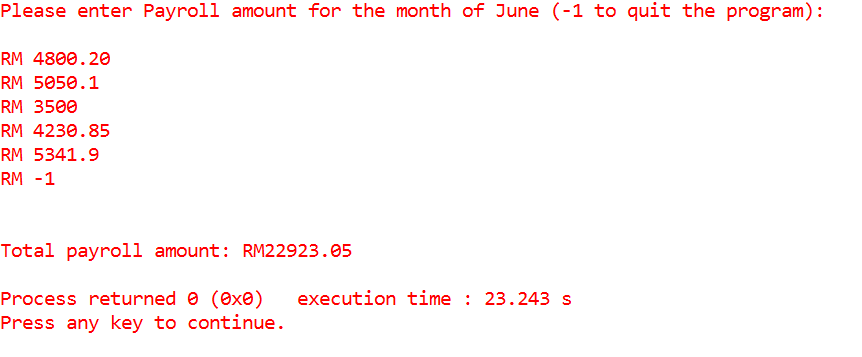 Please enter Payroll amount for the month of June (-1 to quit the program):
RM 4800.20
RM 5050.1
RM 3500
RM 4230.85
RM 5341.9
RM -1
Total payroll amount: RM22923.05
Process returned 0 (0x0)   execution time : 23.243 s
Press any key to continue.